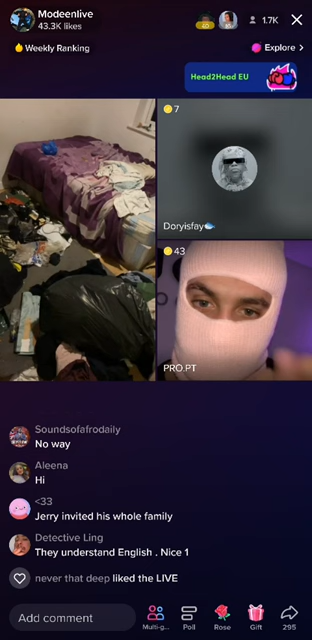 Modeenlive
43.3K likes
1.7K
Weekly Ranking
Explore >
Head2Head EU
7
Doryisfay
43
PRO.PT
Soundsofafrodaily
No way
Aleena
Hi
<33
Jerry invited his whole family
Detective Ling
They understand English . Nice 1
never that deep liked the LIVE
Add comment
Multi-g...
Poll
Rose
Gift
295